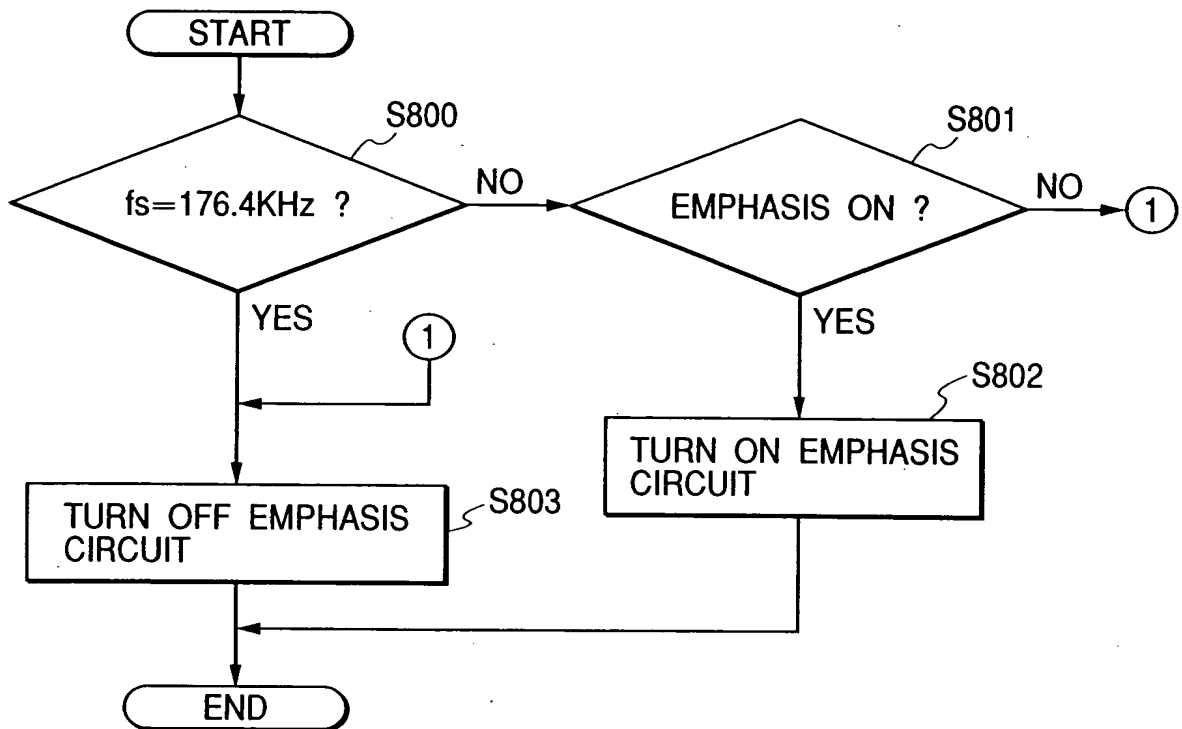 START
S800
fs=176.4KHz ?
NO
S801
EMPHASIS ON ?
NO
1
YES
1
YES
S802
TURN ON EMPHASIS
CIRCUIT
S803
TURN OFF EMPHASIS
CIRCUIT
END